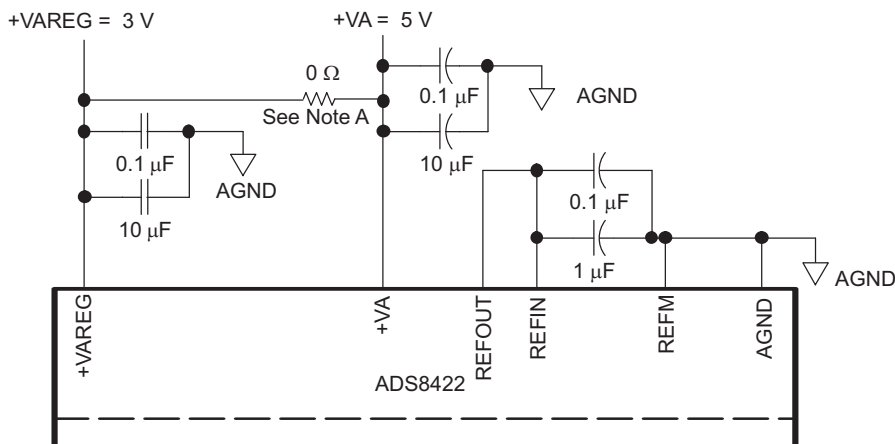 +VAREG = 3 V
+VA = 5 V
0 Ω
See Note A
0.1 μF
10 μF
AGND
0.1 μF
10 μF
AGND
0.1 μF
1 μF
AGND
+VAREG
+VA
REFOUT
REFIN
REFM
AGND
ADS8422